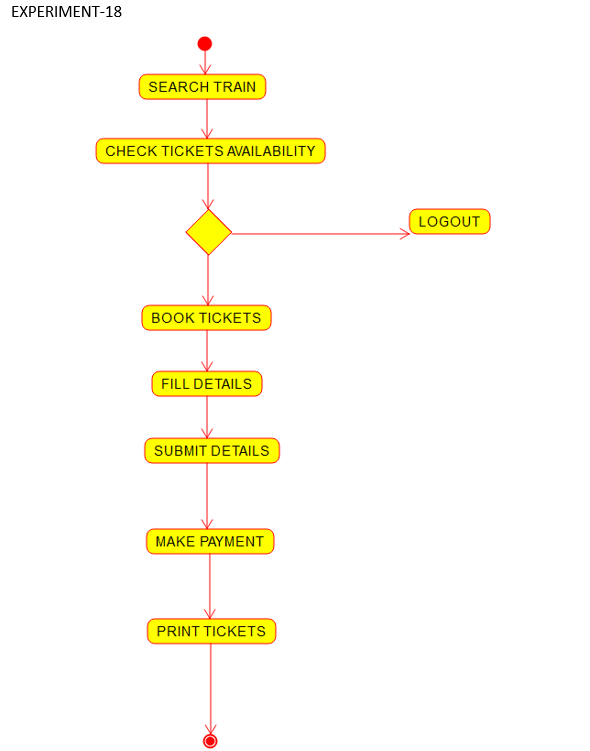 EXPERIMENT-18
SEARCH TRAIN
CHECK TICKETS AVAILABILITY
LOGOUT
BOOK TICKETS
FILL DETAILS
SUBMIT DETAILS
MAKE PAYMENT
PRINT TICKETS